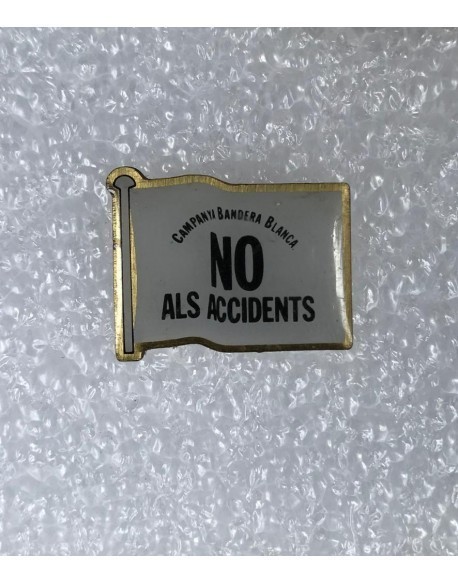 CAMPANYA BANDERA BLANCA
NO
ALS ACCIDENTS